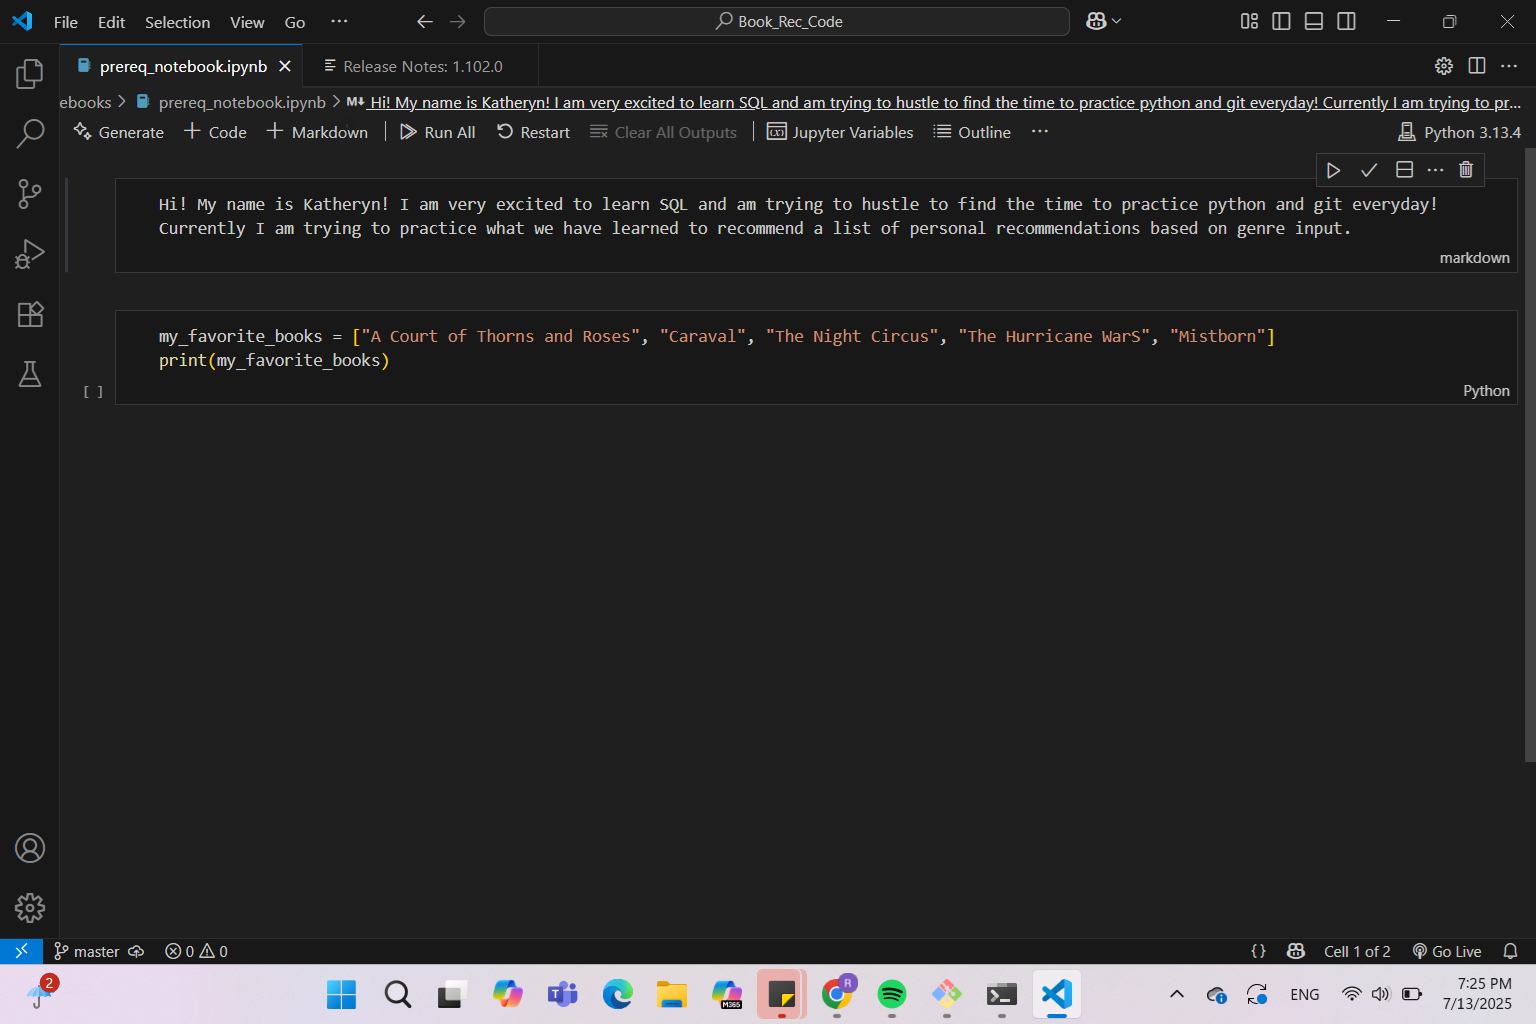 File Edit Selection View Go ··· Book_Rec_Code
prereq_notebook.ipynb Release Notes: 1.102.0
ebooks > prereq_notebook.ipynb > M↓ Hi! My name is Katheryn! I am very excited to learn SQL and am trying to hustle to find the time to practice python and git everyday! Currently I am trying to pr...
Generate + Code + Markdown Run All Restart Clear All Outputs Jupyter Variables Outline ··· Python 3.13.4
Hi! My name is Katheryn! I am very excited to learn SQL and am trying to hustle to find the time to practice python and git everyday!
Currently I am trying to practice what we have learned to recommend a list of personal recommendations based on genre input.
markdown
my_favorite_books = ["A Court of Thorns and Roses", "Caraval", "The Night Circus", "The Hurricane WarS", "Mistborn"]
print(my_favorite_books)
[ ]
Python
master 0 0 {} Cell 1 of 2 Go Live
2 T M365 R ENG 7:25 PM
7/13/2025